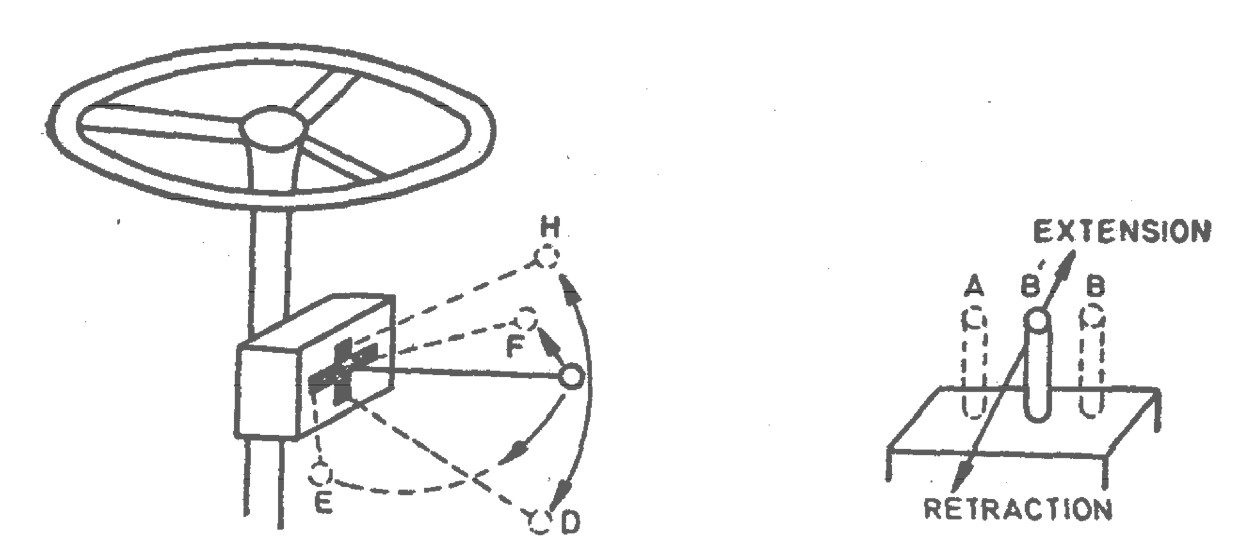 H
F
E
D
EXTENSION
A B' B
RETRACTION